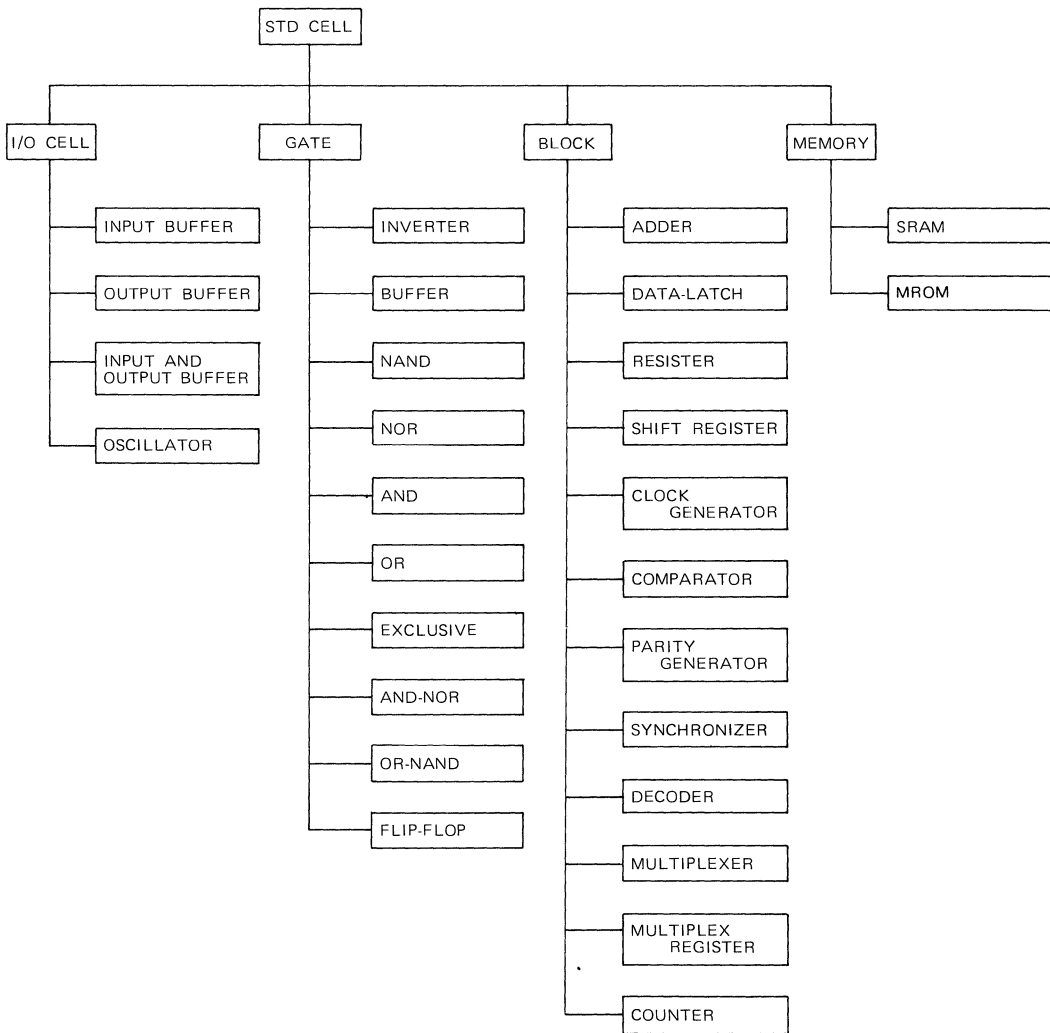 STD CELL
I/O CELL
GATE
BLOCK
MEMORY
INPUT BUFFER
OUTPUT BUFFER
INPUT AND
OUTPUT BUFFER
OSCILLATOR
INVERTER
BUFFER
NAND
NOR
AND
OR
EXCLUSIVE
AND-NOR
OR-NAND
FLIP-FLOP
ADDER
DATA-LATCH
RESISTER
SHIFT REGISTER
CLOCK
GENERATOR
COMPARATOR
PARITY
GENERATOR
SYNCHRONIZER
DECODER
MULTIPLEXER
MULTIPLEX
REGISTER
COUNTER
SRAM
MROM